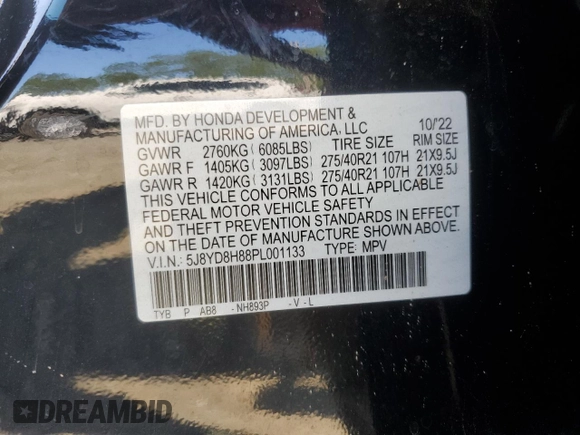 MFD. BY HONDA DEVELOPMENT &
MANUFACTURING OF AMERICA, LLC 10/'22
GVWR 2760KG (6085LBS) TIRE SIZE RIM SIZE
GAWR F 1405KG (3097LBS) 275/40R21 107H 21X9.5J
GAWR R 1420KG (3131LBS) 275/40R21 107H 21X9.5J
THIS VEHICLE CONFORMS TO ALL APPLICABLE
FEDERAL MOTOR VEHICLE SAFETY
AND THEFT PREVENTION STANDARDS IN EFFECT
ON THE DATE OF MANUFACTURE SHOWN ABOVE.
V.I.N.: 5J8YD8H88PL001133 TYPE: MPV
TYB P AB8 -NH893P -V-L
DREAMBID